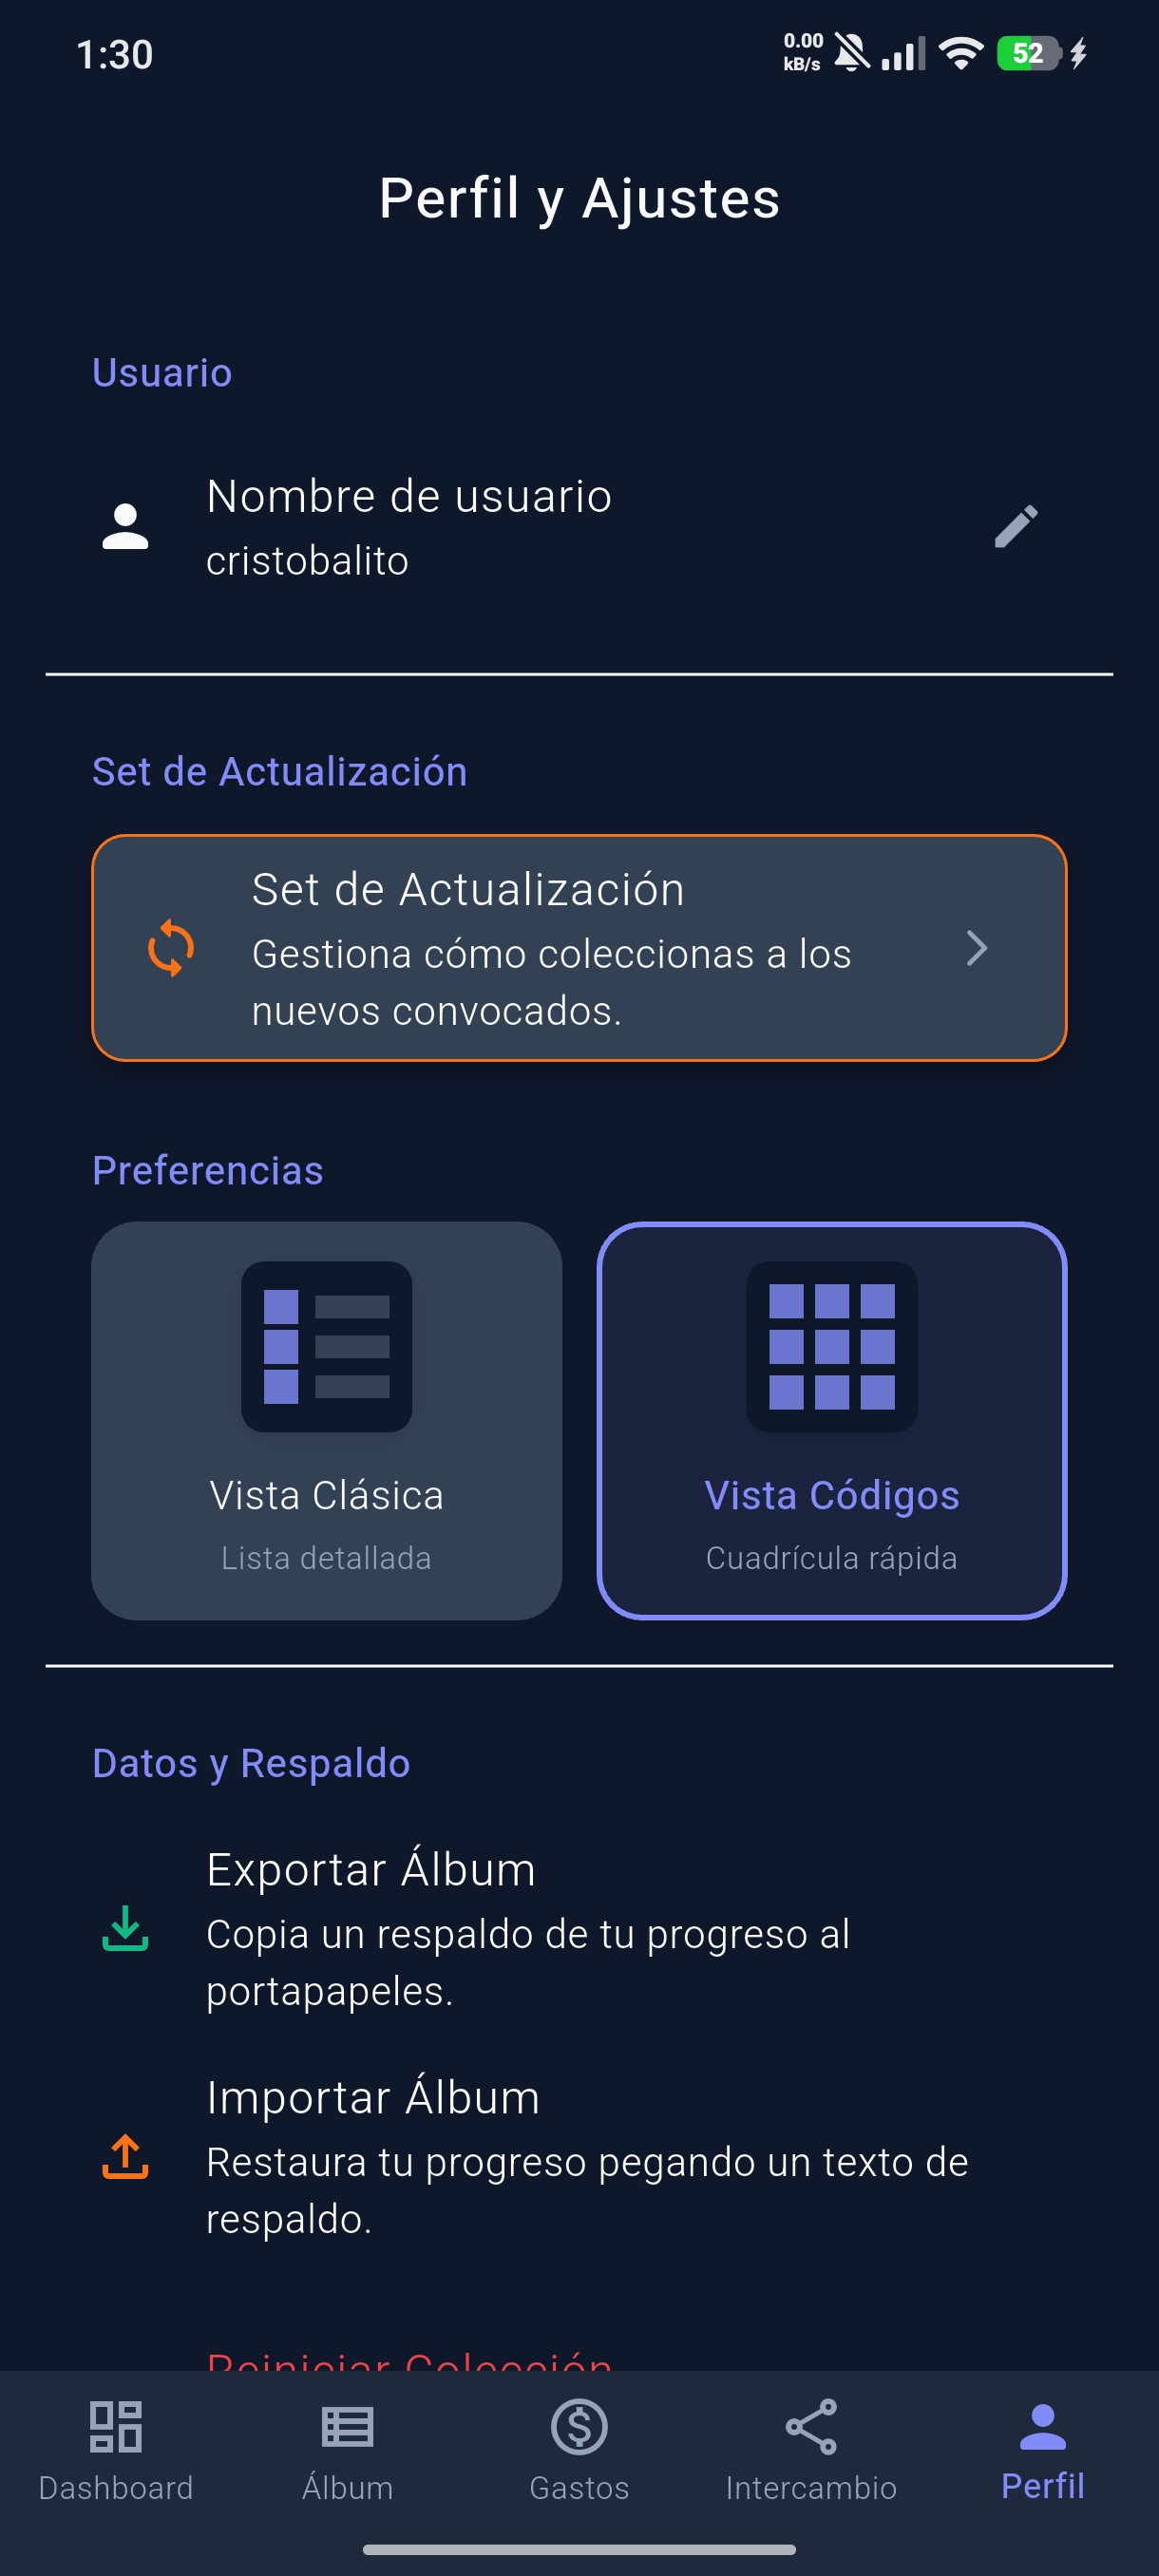 1:30
0.00
kB/s
52
Perfil y Ajustes
Usuario
Nombre de usuario
cristobalito
Set de Actualización
Set de Actualización
Gestiona cómo coleccionas a los
nuevos convocados.
Preferencias
Vista Clásica
Lista detallada
Vista Códigos
Cuadrícula rápida
Datos y Respaldo
Exportar Álbum
Copia un respaldo de tu progreso al
portapapeles.
Importar Álbum
Restaura tu progreso pegando un texto de
respaldo.
Reiniciar Colección
Dashboard
Álbum
Gastos
Intercambio
Perfil